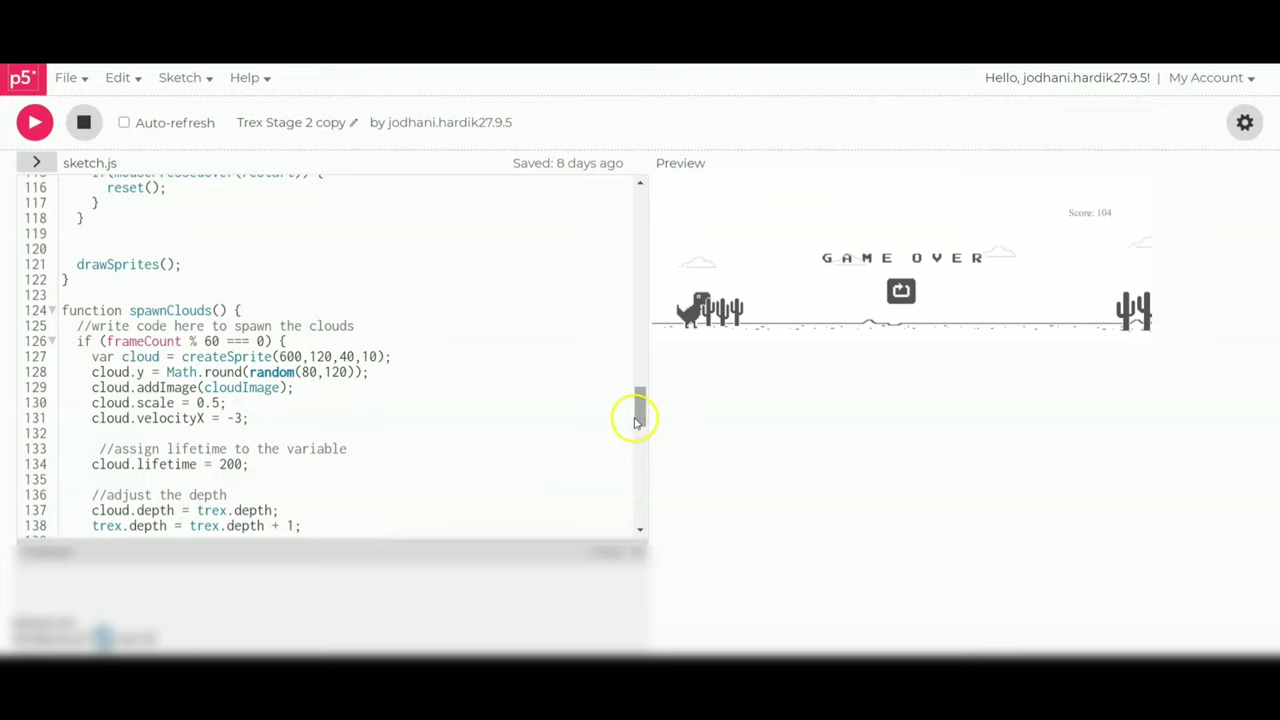 p5*
File Edit Sketch Help
Hello, jodhani.hardik27.9.5! | My Account
Auto-refresh Trex Stage 2 copy by jodhani.hardik27.9.5
sketch.js Saved: 8 days ago Preview
116 reset();
117 }
118 }
119
120
121 drawSprites();
122 }
123
124 function spawnClouds() {
125 //write code here to spawn the clouds
126 if (frameCount % 60 === 0) {
127 var cloud = createSprite(600,120,40,10);
128 cloud.y = Math.round(random(80,120));
129 cloud.addImage(cloudImage);
130 cloud.scale = 0.5;
131 cloud.velocityX = -3;
132
133 //assign lifetime to the variable
134 cloud.lifetime = 200;
135
136 //adjust the depth
137 cloud.depth = trex.depth;
138 trex.depth = trex.depth + 1;
Score: 104
GAME OVER